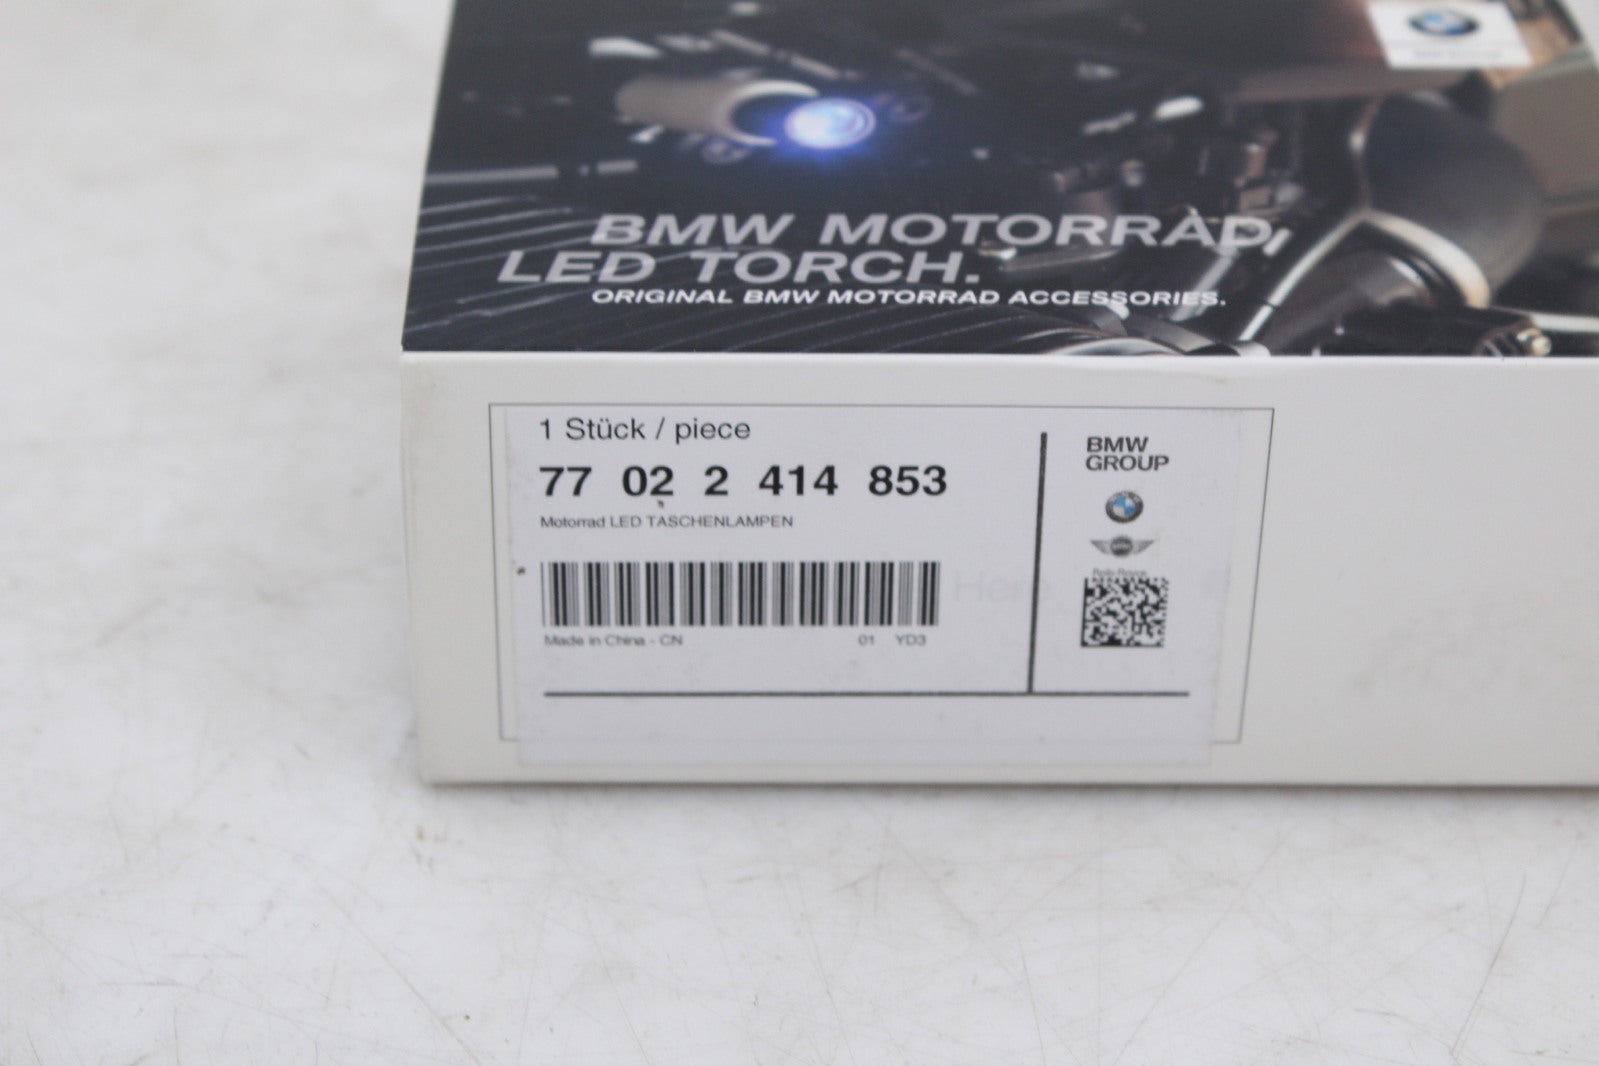 BMW MOTORRAD
LED TORCH.
ORIGINAL BMW MOTORRAD ACCESSORIES.
1 Stück / piece
77 02 2 414 853
Motorrad LED TASCHENLAMPEN
Made in China - CN 01 YD3
BMW
GROUP